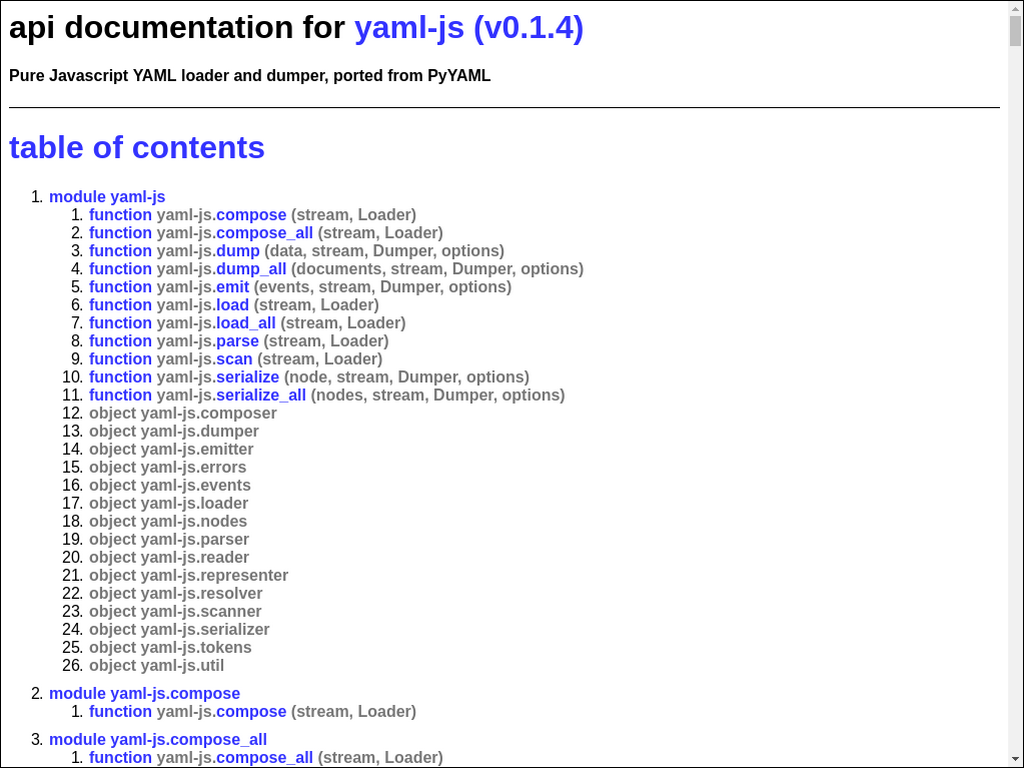 api documentation for yaml-js (v0.1.4)
Pure Javascript YAML loader and dumper, ported from PyYAML
table of contents
1. module yaml-js
1. function yaml-js.compose (stream, Loader)
2. function yaml-js.compose_all (stream, Loader)
3. function yaml-js.dump (data, stream, Dumper, options)
4. function yaml-js.dump_all (documents, stream, Dumper, options)
5. function yaml-js.emit (events, stream, Dumper, options)
6. function yaml-js.load (stream, Loader)
7. function yaml-js.load_all (stream, Loader)
8. function yaml-js.parse (stream, Loader)
9. function yaml-js.scan (stream, Loader)
10. function yaml-js.serialize (node, stream, Dumper, options)
11. function yaml-js.serialize_all (nodes, stream, Dumper, options)
12. object yaml-js.composer
13. object yaml-js.dumper
14. object yaml-js.emitter
15. object yaml-js.errors
16. object yaml-js.events
17. object yaml-js.loader
18. object yaml-js.nodes
19. object yaml-js.parser
20. object yaml-js.reader
21. object yaml-js.representer
22. object yaml-js.resolver
23. object yaml-js.scanner
24. object yaml-js.serializer
25. object yaml-js.tokens
26. object yaml-js.util
2. module yaml-js.compose
1. function yaml-js.compose (stream, Loader)
3. module yaml-js.compose_all
1. function yaml-js.compose_all (stream, Loader)